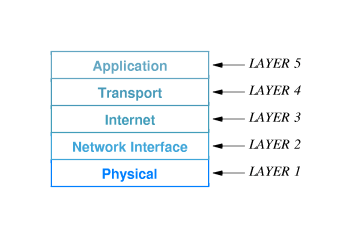 Application LAYER 5
Transport LAYER 4
Internet LAYER 3
Network Interface LAYER 2
Physical LAYER 1